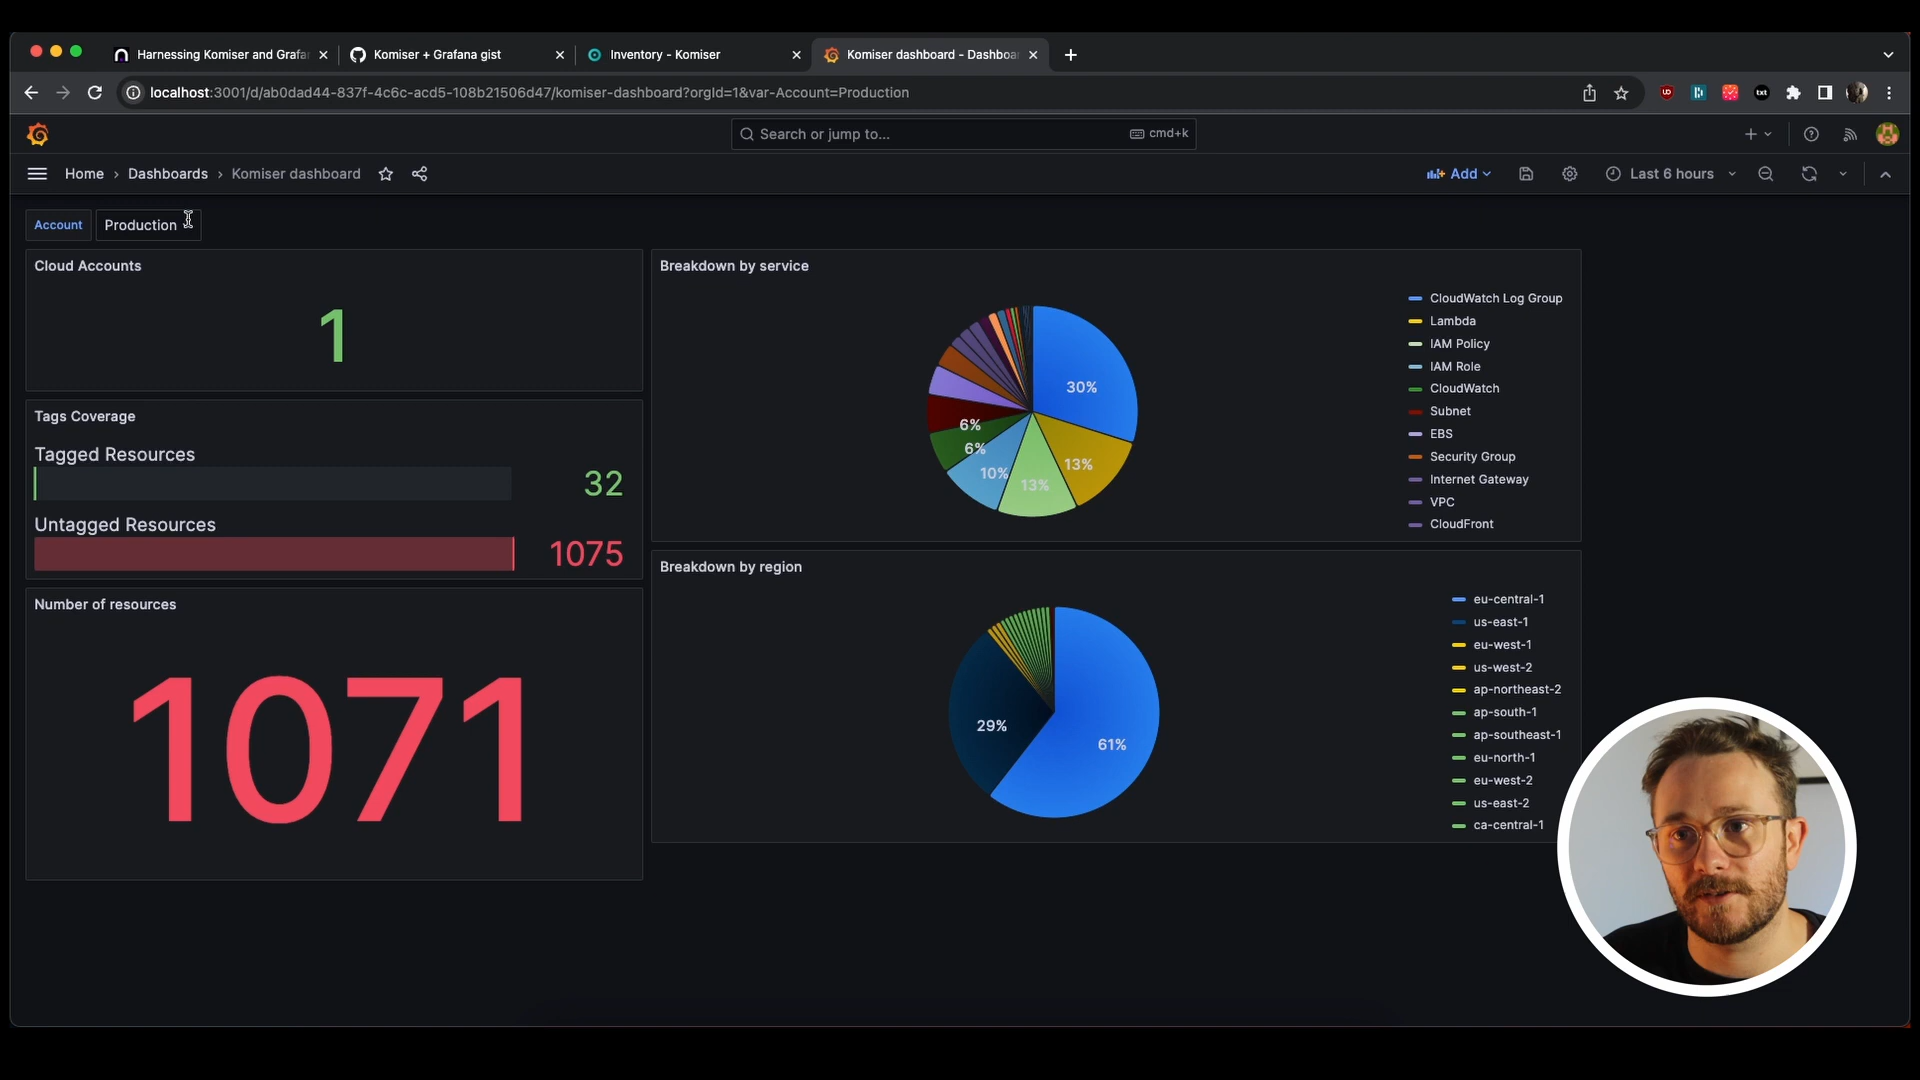 Harnessing Komiser and Grafa
Komiser + Grafana gist
Inventory - Komiser
Komiser dashboard - Dashboa
localhost:3001/d/ab0dad44-837f-4c6c-acd5-108b21506d47/komiser-dashboard?orgId=1&var-Account=Production
txt
Search or jump to...
cmd+k
Home › Dashboards › Komiser dashboard
Add
Last 6 hours
Account
Production
Cloud Accounts
1
Tags Coverage
Tagged Resources
32
Untagged Resources
1075
Number of resources
1071
Breakdown by service
30%
13%
13%
10%
6%
6%
CloudWatch Log Group
Lambda
IAM Policy
IAM Role
CloudWatch
Subnet
EBS
Security Group
Internet Gateway
VPC
CloudFront
Breakdown by region
61%
29%
eu-central-1
us-east-1
eu-west-1
us-west-2
ap-northeast-2
ap-south-1
ap-southeast-1
eu-north-1
eu-west-2
us-east-2
ca-central-1